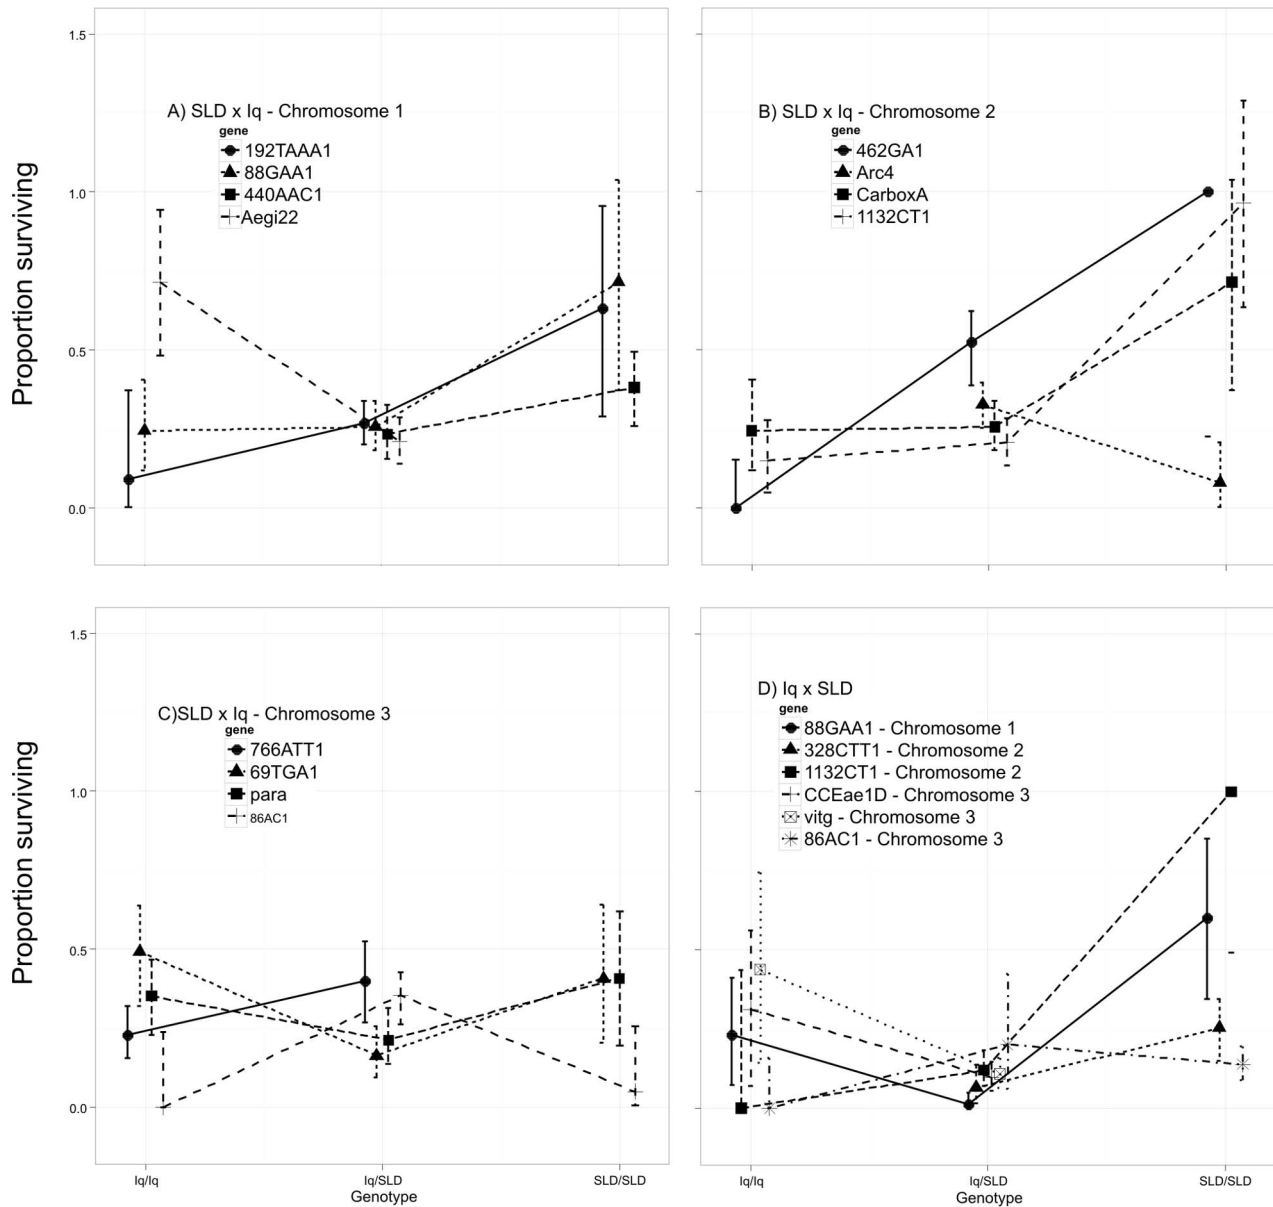 1.5
A) SLD x Iq - Chromosome 1
gene
192TAAA1
88GAA1
440AAC1
Aegi22
1.0
0.5
0.0
Proportion surviving
B) SLD x Iq - Chromosome 2
gene
462GA1
Arc4
CarboxA
1132CT1
1.5
C)SLD x Iq - Chromosome 3
gene
766ATT1
69TGA1
para
86AC1
1.0
0.5
0.0
Proportion surviving
Iq/Iq
Iq/SLD
SLD/SLD
Genotype
D) Iq x SLD
gene
88GAA1 - Chromosome 1
328CTT1 - Chromosome 2
1132CT1 - Chromosome 2
CCEae1D - Chromosome 3
vitg - Chromosome 3
86AC1 - Chromosome 3
Iq/Iq
Iq/SLD
SLD/SLD
Genotype